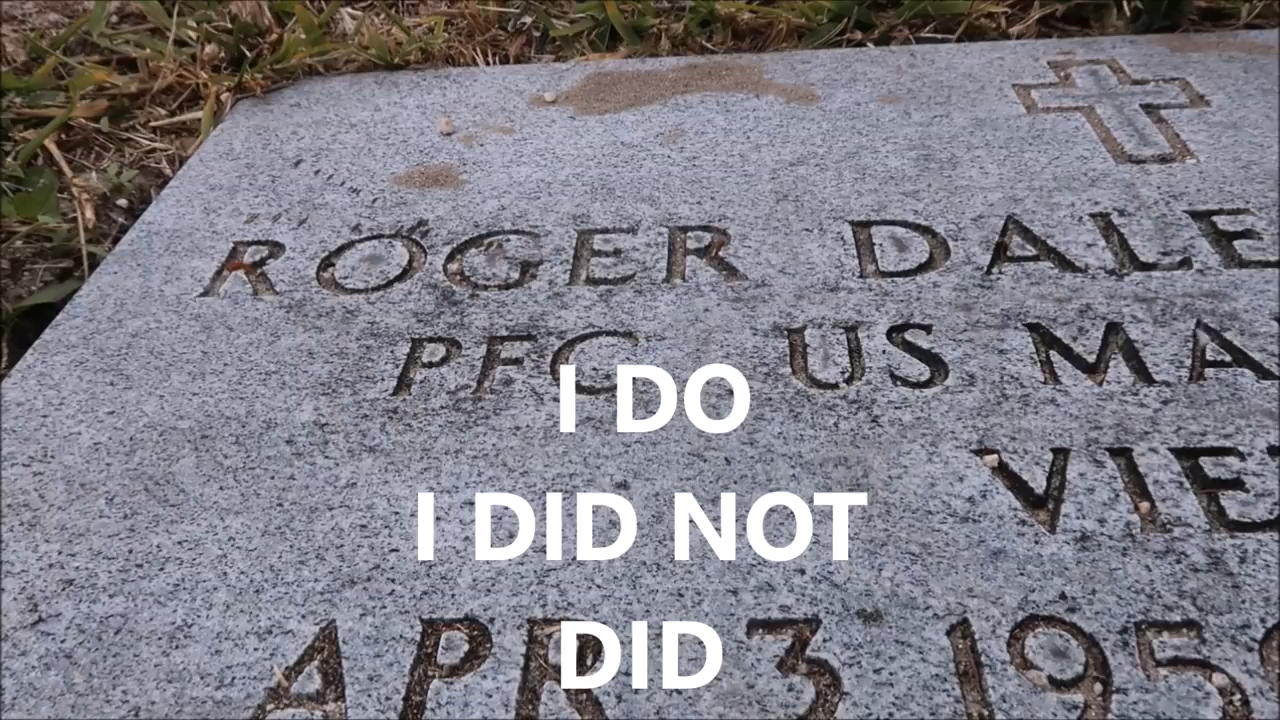 ROGER DALE
PFC US MA
I DO
VIE
I DID NOT
APR 3 195
DID